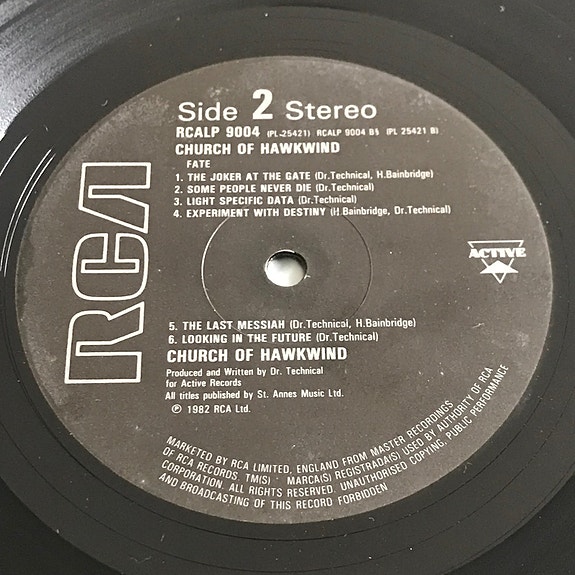 Side 2 Stereo
RCALP 9004 (PL-25421) RCALP 9004 B§ (PL 25421 B)
CHURCH OF HAWKWIND
FATE
1. THE JOKER AT THE GATE (Dr.Technical, H.Bainbridge)
2. SOME PEOPLE NEVER DIE (Dr.Technical)
3. LIGHT SPECIFIC DATA (Dr.Technical)
4. EXPERIMENT WITH DESTINY (H.Bainbridge, Dr.Technical)
RCA
ACTIVE
5. THE LAST MESSIAH (Dr.Technical, H.Bainbridge)
6. LOOKING IN THE FUTURE (Dr.Technical)
CHURCH OF HAWKWIND
Produced and Written by Dr. Technical
for Active Records
All titles published by St. Annes Music Ltd.
℗ 1982 RCA Ltd.
MARKETED BY RCA LIMITED, ENGLAND FROM MASTER RECORDINGS
OF RCA RECORDS. TM(S) ® MARCA(S) REGISTRADA(S) USED BY AUTHORITY OF RCA
CORPORATION. ALL RIGHTS RESERVED. UNAUTHORISED COPYING, PUBLIC PERFORMANCE
AND BROADCASTING OF THIS RECORD FORBIDDEN